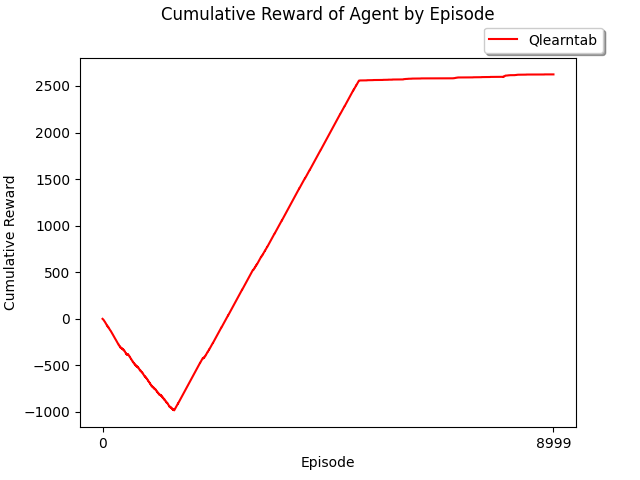 Cumulative Reward of Agent by Episode
Qlearntab
2500
2000
1500
1000
500
0
−500
−1000
Cumulative Reward
0
8999
Episode